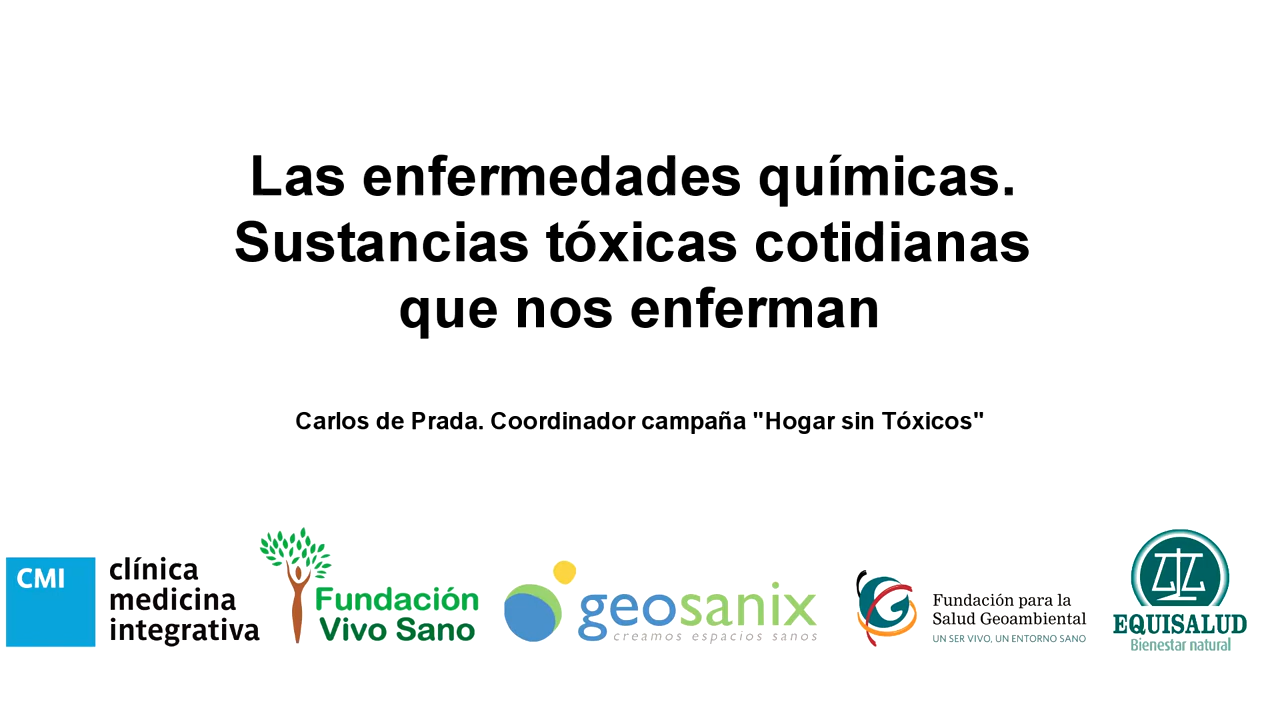 Las enfermedades químicas.
Sustancias tóxicas cotidianas
que nos enferman
Carlos de Prada. Coordinador campaña "Hogar sin Tóxicos"
CMI
clínica
medicina
integrativa
Fundación
Vivo Sano
geosanix
creamos espacios sanos
Fundación para la
Salud Geoambiental
UN SER VIVO, UN ENTORNO SANO
EQUISALUD
Bienestar natural